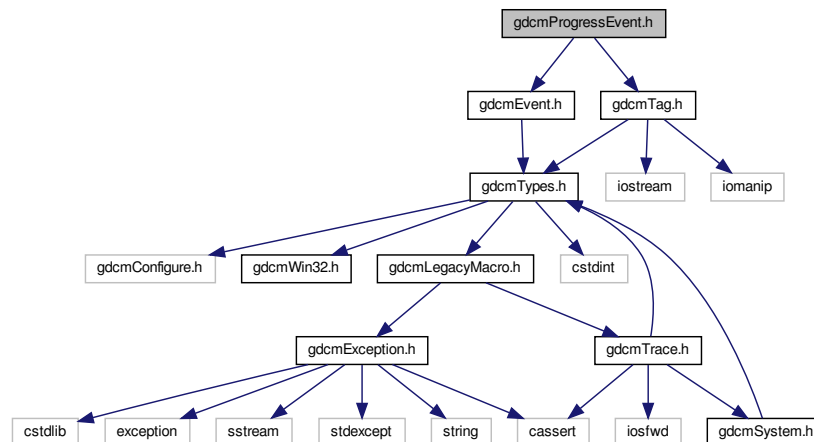 gdcmProgressEvent.h
gdcmEvent.h
gdcmTag.h
gdcmTypes.h
iostream
iomanip
gdcmConfigure.h
gdcmWin32.h
gdcmLegacyMacro.h
cstdint
gdcmException.h
gdcmTrace.h
cstdlib
exception
sstream
stdexcept
string
cassert
iosfwd
gdcmSystem.h